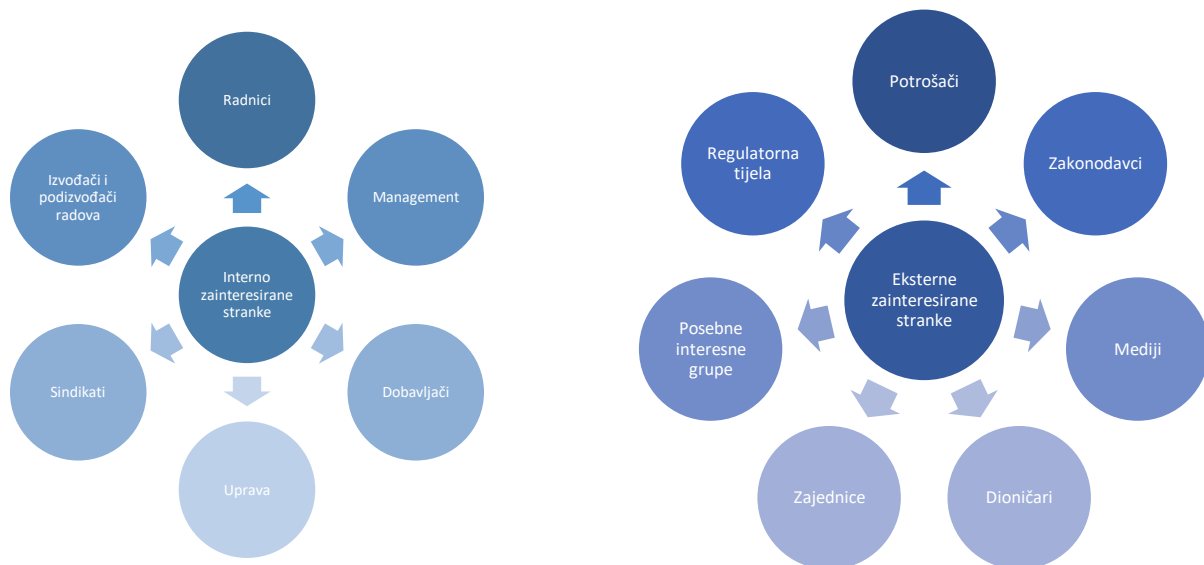 Radnici
Management
Dobavljači
Uprava
Sindikati
Izvođači i
podizvođači
radova
Interno
zainteresirane
stranke
Potrošači
Zakonodavci
Mediji
Dioničari
Zajednice
Posebne
interesne
grupe
Regulatorna
tijela
Eksterne
zainteresirane
stranke